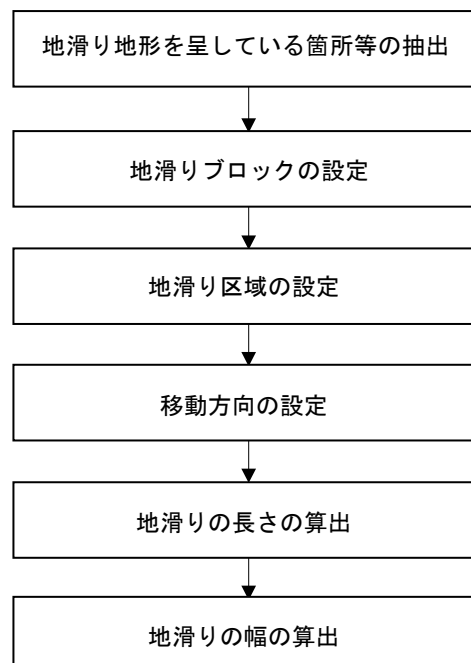 地滑り地形を呈している箇所等の抽出
地滑りブロックの設定
地滑り区域の設定
移動方向の設定
地滑りの長さの算出
地滑りの幅の算出